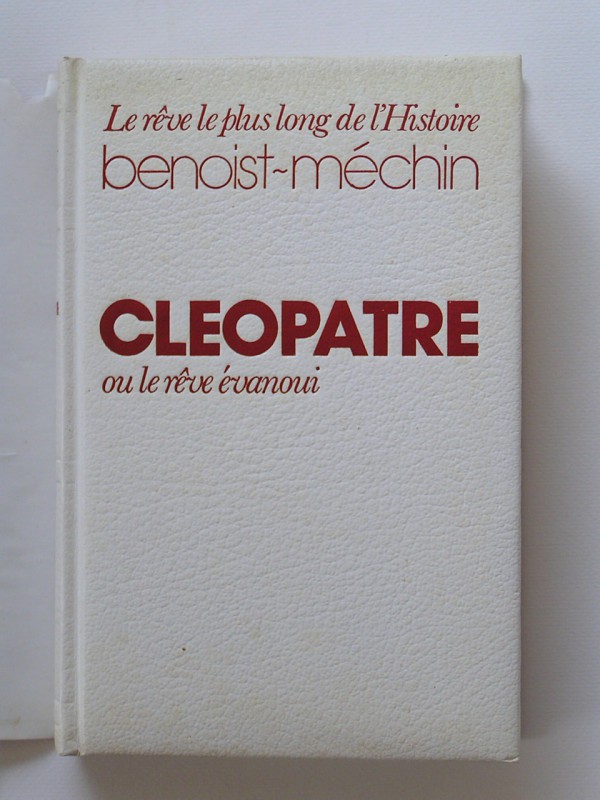 Le rêve le plus long de l'Histoire
benoist~méchin
CLEOPATRE
ou le rêve évanoui